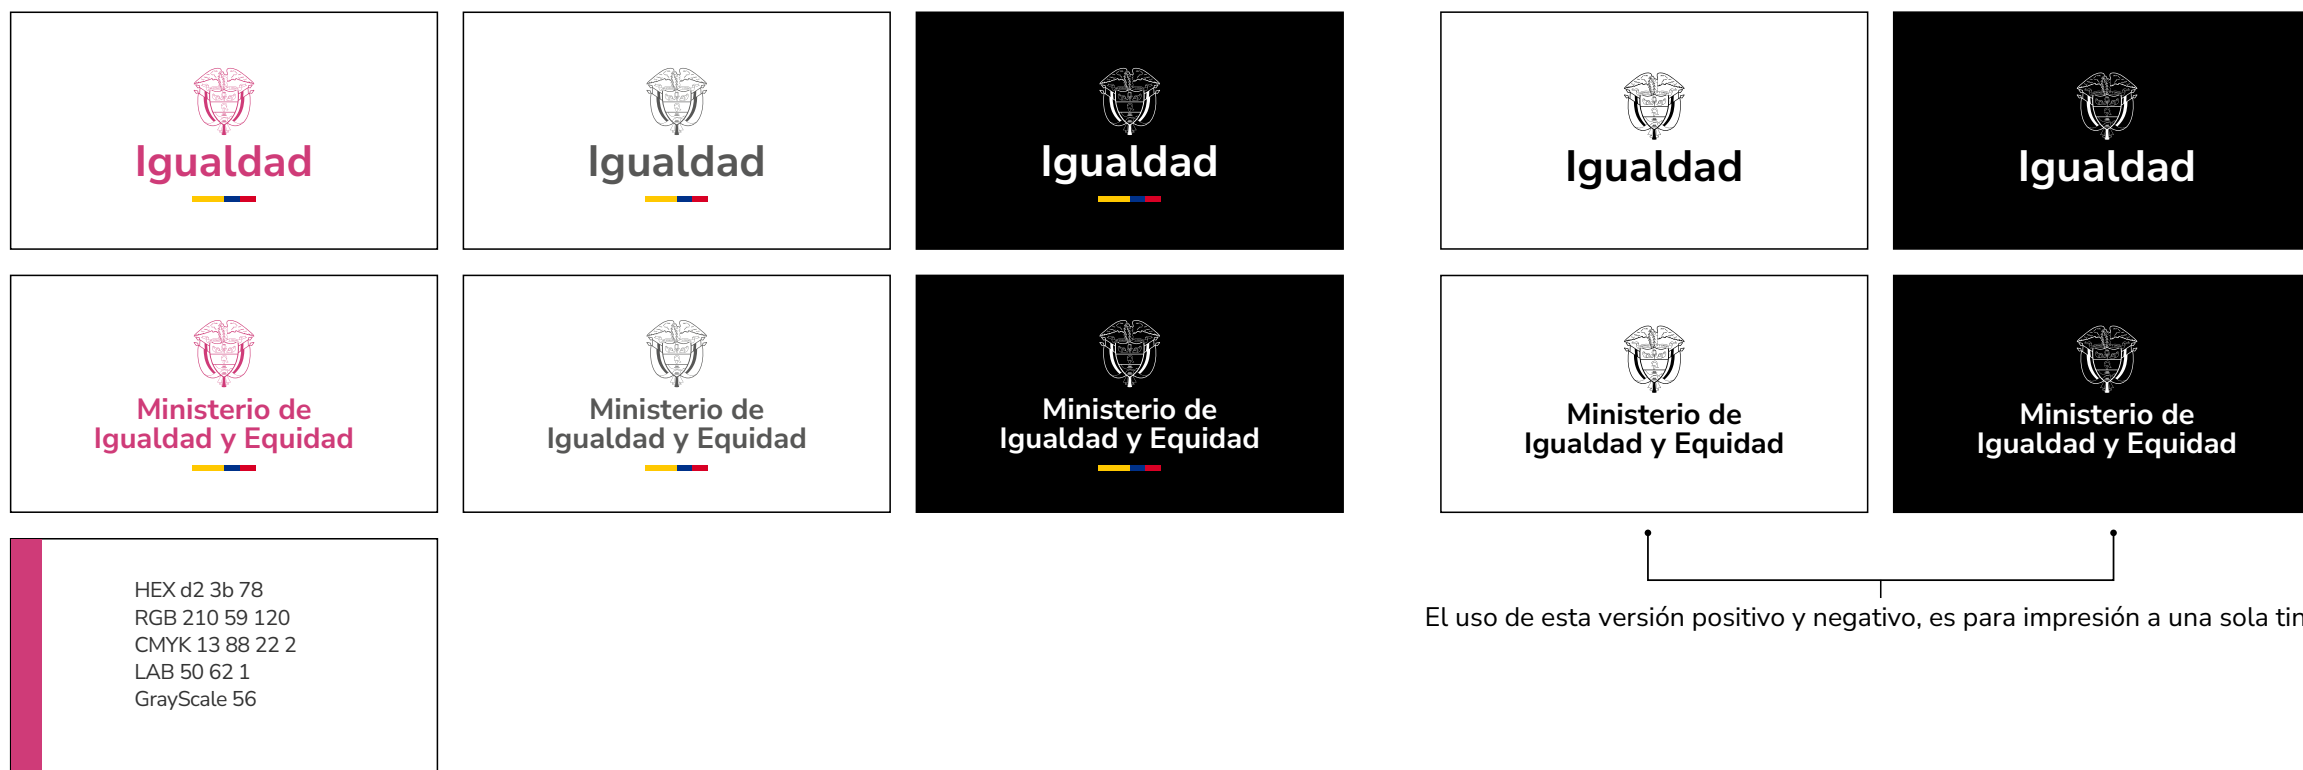 Igualdad
Igualdad
Igualdad
Igualdad
Igualdad
Ministerio de
Igualdad y Equidad
Ministerio de
Igualdad y Equidad
Ministerio de
Igualdad y Equidad
Ministerio de
Igualdad y Equidad
Ministerio de
Igualdad y Equidad
HEX d2 3b 78
RGB 210 59 120
CMYK 13 88 22 2
LAB 50 62 1
GrayScale 56
El uso de esta versión positivo y negativo, es para impresión a una sola